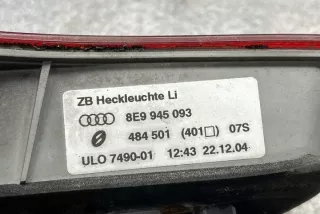 ZB Heckleuchte Li
8E9 945 093
484 501 (401□) 07S
ULO 7490-01 12:43 22.12.04